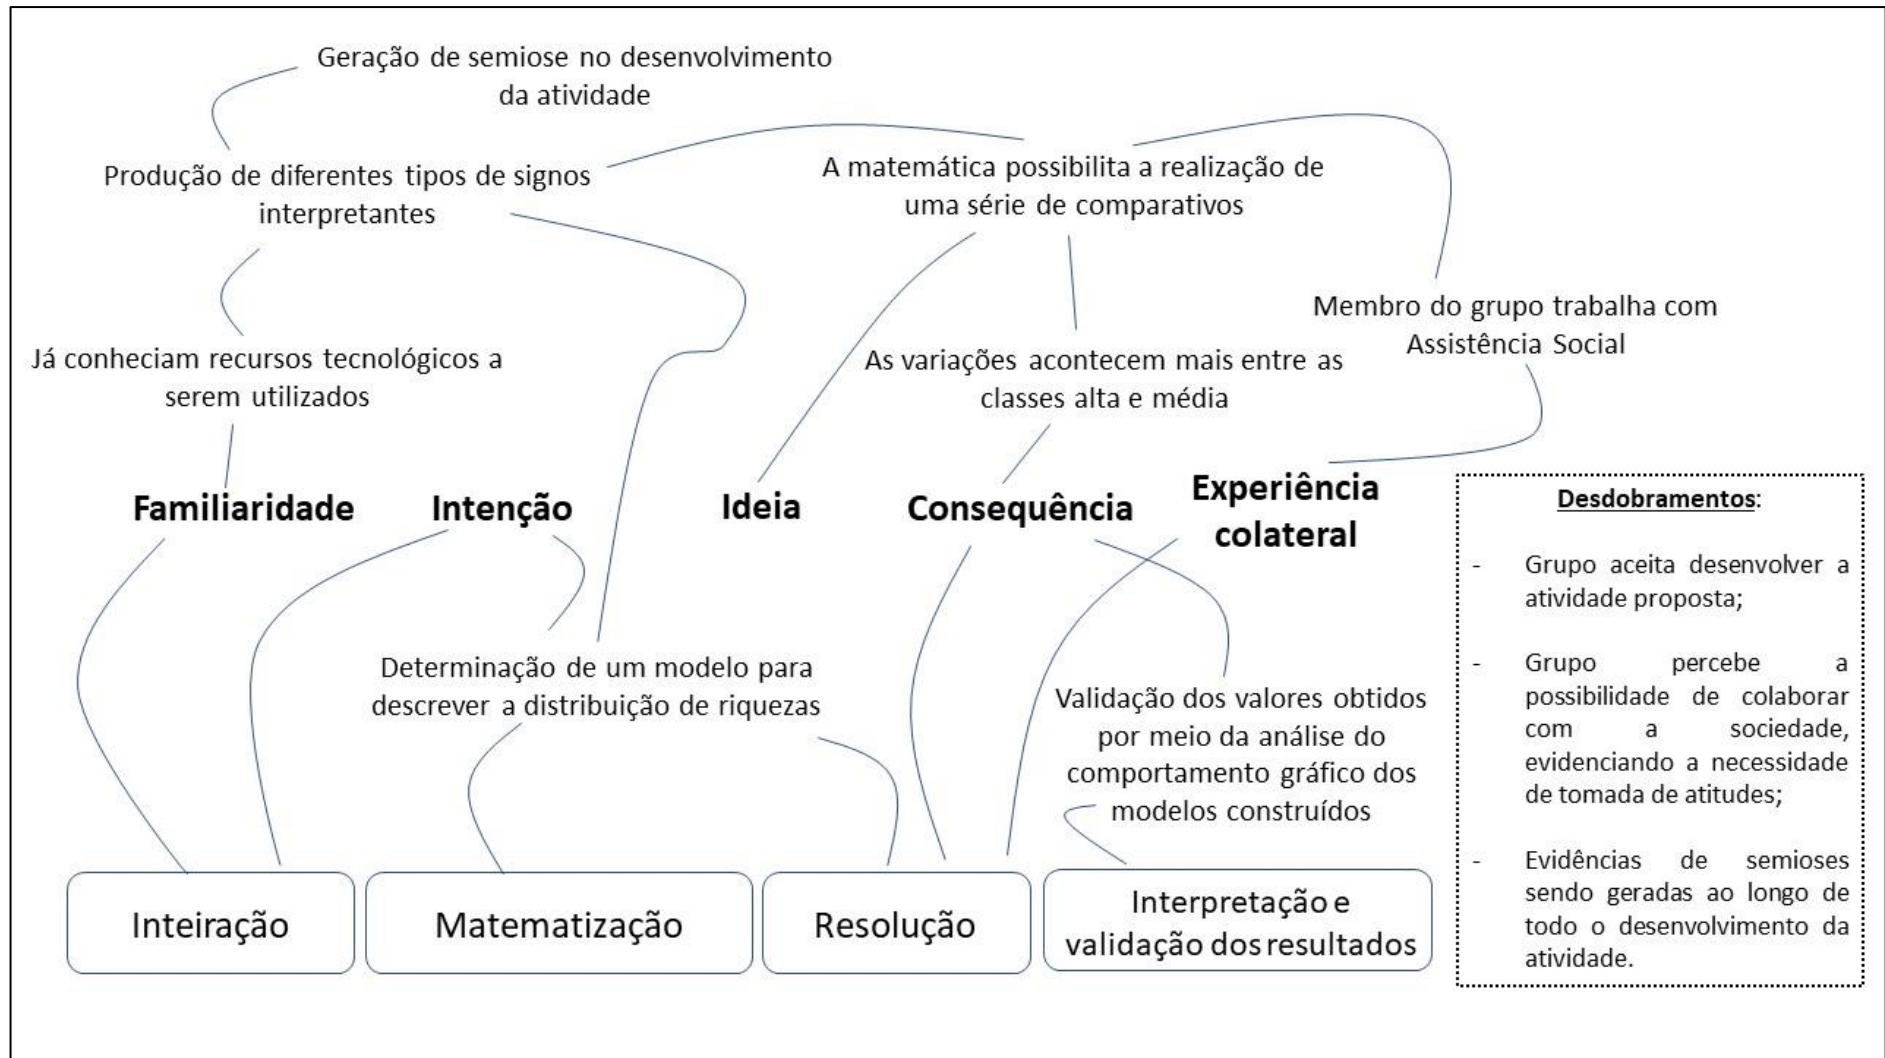 Geração de semiose no desenvolvimento
da atividade
Produção de diferentes tipos de signos
interpretantes
A matemática possibilita a realização de
uma série de comparativos
Membro do grupo trabalha com
Assistência Social
Já conheciam recursos tecnológicos a
serem utilizados
As variações acontecem mais entre as
classes alta e média
Familiaridade
Intenção
Ideia
Consequência
Experiência
colateral
Determinação de um modelo para
descrever a distribuição de riquezas
Validação dos valores obtidos
por meio da análise do
comportamento gráfico dos
modelos construídos
Inteiração
Matematização
Resolução
Interpretação e
validação dos resultados
Desdobramentos:
- Grupo aceita desenvolver a
atividade proposta;
- Grupo percebe a
possibilidade de colaborar
com a sociedade,
evidenciando a necessidade
de tomada de atitudes;
- Evidências de semioses
sendo geradas ao longo de
todo o desenvolvimento da
atividade.